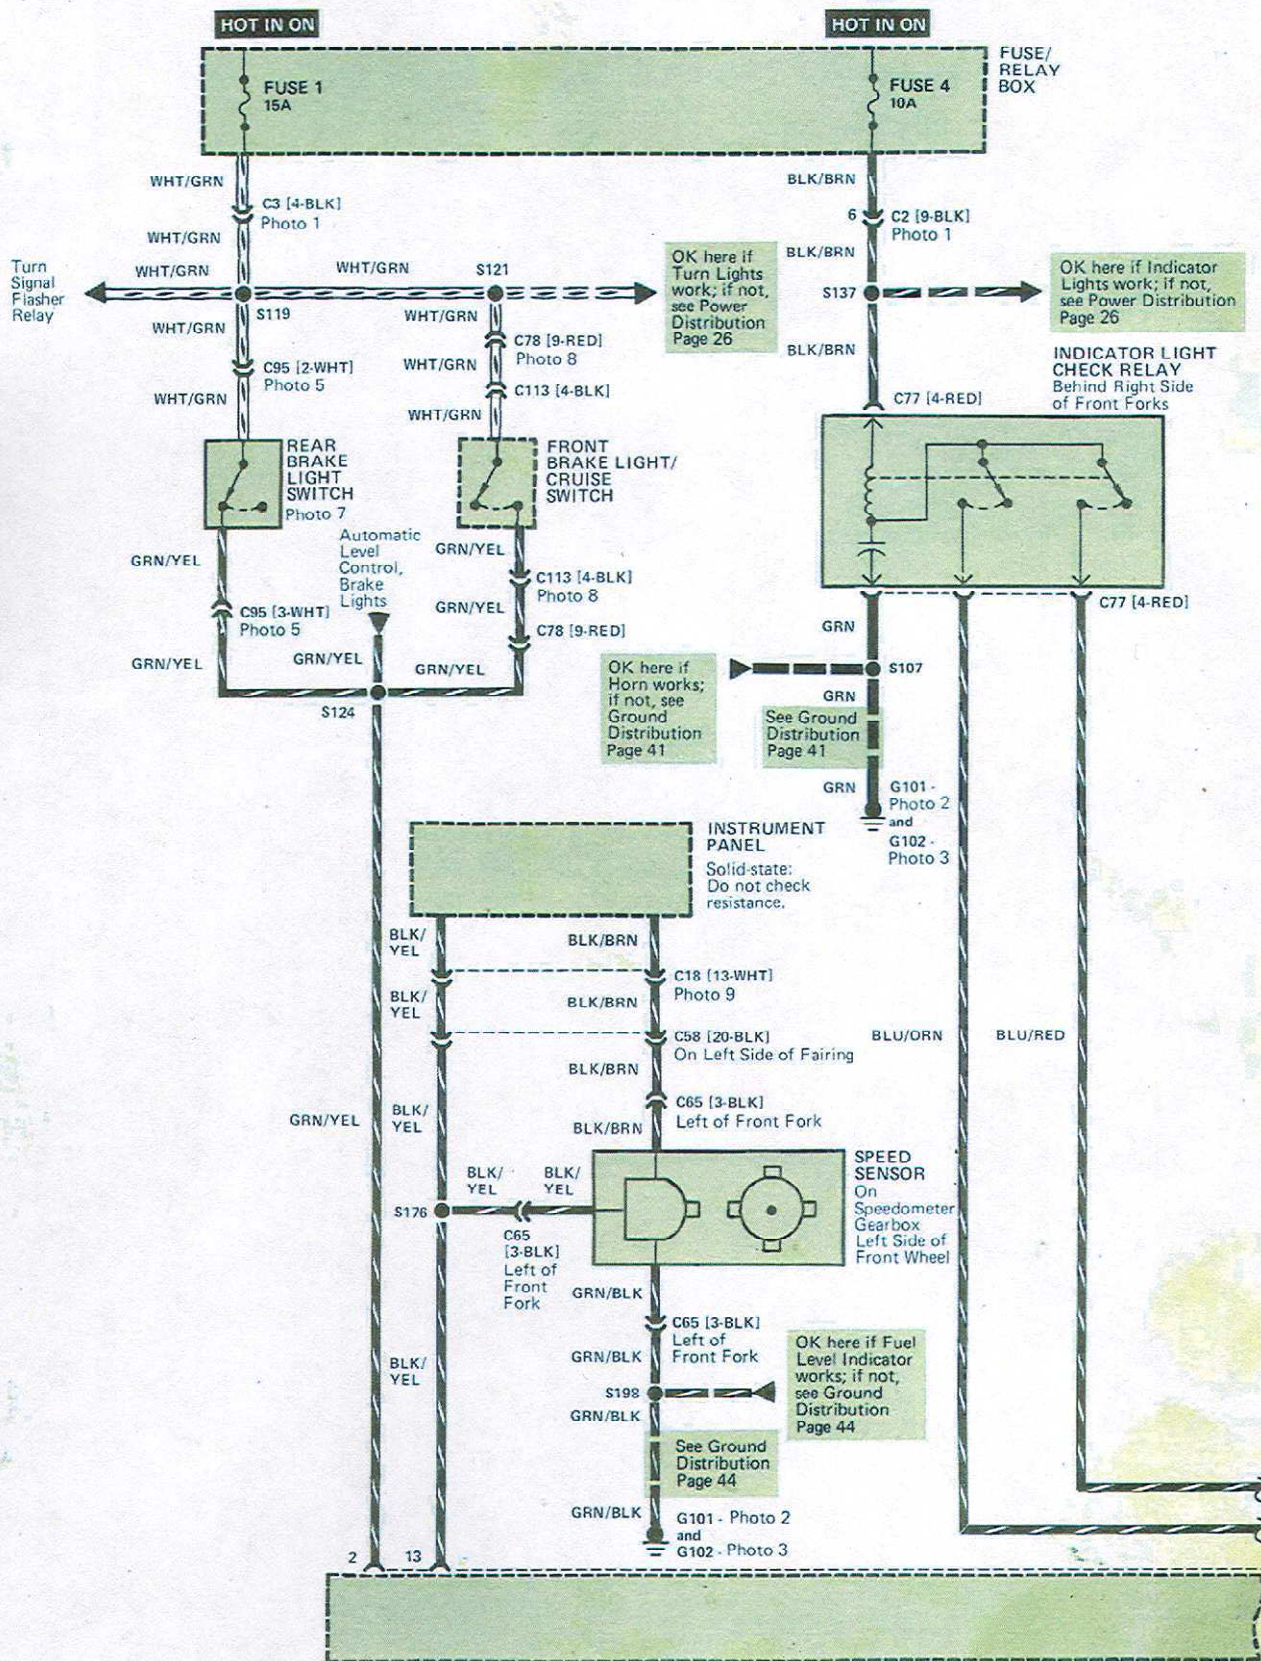 HOT IN ON
HOT IN ON
FUSE 1
15A
FUSE 4
10A
FUSE/
RELAY
BOX
WHT/GRN
C3 [4-BLK]
Photo 1
WHT/GRN
WHT/GRN
WHT/GRN
S121
Turn
Signal
Flasher
Relay
S119
WHT/GRN
WHT/GRN
C95 [2-WHT]
Photo 5
C78 [9-RED]
Photo 8
WHT/GRN
C113 [4-BLK]
WHT/GRN
WHT/GRN
OK here if
Turn Lights
work; if not,
see Power
Distribution
Page 26
BLK/BRN
6
C2 [9-BLK]
Photo 1
BLK/BRN
S137
OK here if Indicator
Lights work; if not,
see Power Distribution
Page 26
BLK/BRN
INDICATOR LIGHT
CHECK RELAY
Behind Right Side
of Front Forks
C77 [4-RED]
REAR
BRAKE
LIGHT
SWITCH
Photo 7
FRONT
BRAKE LIGHT/
CRUISE
SWITCH
GRN/YEL
Automatic
Level
Control,
Brake
Lights
GRN/YEL
C113 [4-BLK]
Photo 8
GRN/YEL
C95 [3-WHT]
Photo 5
C78 [9-RED]
GRN/YEL
GRN/YEL
GRN/YEL
S124
C77 [4-RED]
GRN
OK here if
Horn works;
if not, see
Ground
Distribution
Page 41
S107
GRN
See Ground
Distribution
Page 41
GRN
G101 -
Photo 2
and
G102 -
Photo 3
INSTRUMENT
PANEL
Solid-state:
Do not check
resistance.
BLK/
YEL
BLK/BRN
C18 [13-WHT]
Photo 9
BLK/
YEL
BLK/BRN
C58 [20-BLK]
On Left Side of Fairing
BLK/BRN
BLU/ORN
BLU/RED
C65 [3-BLK]
Left of Front Fork
GRN/YEL
BLK/
YEL
BLK/BRN
SPEED
SENSOR
On
Speedometer
Gearbox
Left Side of
Front Wheel
BLK/
YEL
BLK/
YEL
S176
C65
[3-BLK]
Left of
Front
Fork
GRN/BLK
C65 [3-BLK]
Left of
Front Fork
GRN/BLK
BLK/
YEL
S198
OK here if Fuel
Level Indicator
works; if not,
see Ground
Distribution
Page 44
GRN/BLK
See Ground
Distribution
Page 44
GRN/BLK
G101 - Photo 2
and
G102 - Photo 3
2
13